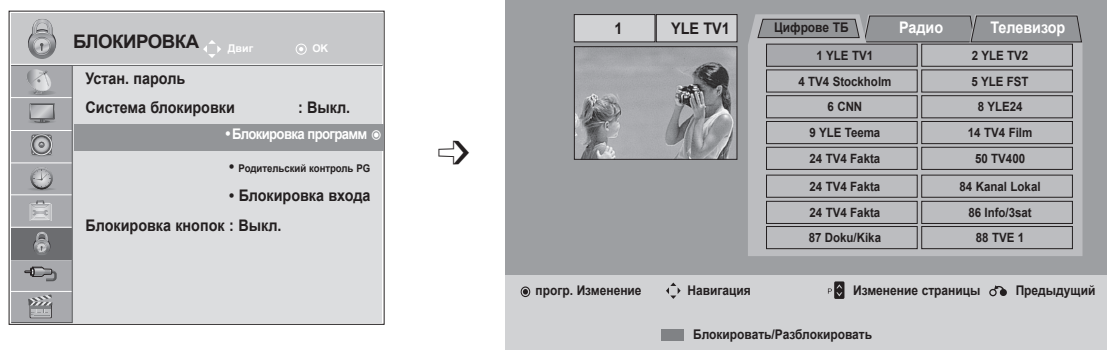 БЛОКИРОВКА Двиг ОК
Устан. пароль
Система блокировки : Выкл.
• Блокировка программ
• Родительский контроль PG
• Блокировка входа
Блокировка кнопок : Выкл.
1 YLE TV1
Цифрове ТБ Радио Телевизор
1 YLE TV1 2 YLE TV2
4 TV4 Stockholm 5 YLE FST
6 CNN 8 YLE24
9 YLE Teema 14 TV4 Film
24 TV4 Fakta 50 TV400
24 TV4 Fakta 84 Kanal Lokal
24 TV4 Fakta 86 Info/3sat
87 Doku/Kika 88 TVE 1
прогр. Изменение Навигация P Изменение страницы Предыдущий
Блокировать/Разблокировать